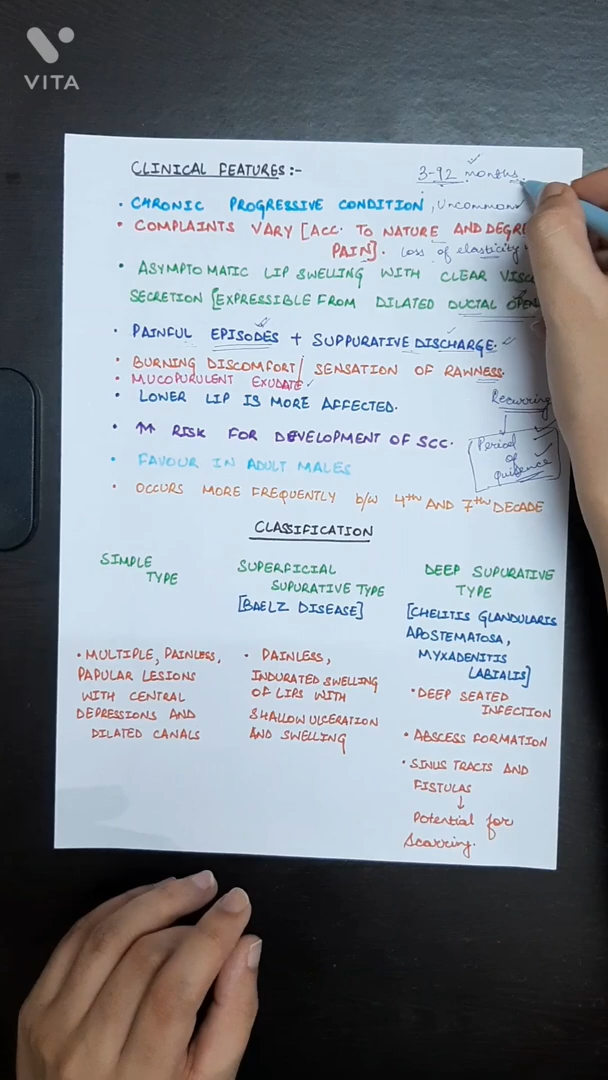 VITA
CLINICAL FEATURES:-
3-92 months.
• CHRONIC PROGRESSIVE CONDITION, Uncommon
• COMPLAINTS VARY [ACC. TO NATURE AND
PAIN]. Loss of elasticity
• ASYMPTOMATIC LIP SWELLING WITH CLEAR
SECRETION [EXPRESSIBLE FROM DILATED DUCTAL
• PAINFUL EPISODES + SUPPURATIVE DISCHARGE.
• BURNING DISCOMFORT/ SENSATION OF RAWNESS.
• MUCOPURULENT EXUDATE
• LOWER LIP IS MORE AFFECTED.
Recurring
• ↑↑ RISK FOR DEVELOPMENT OF SCC.
Period
of
quisence
• FAVOUR IN ADULT MALES
• OCCURS MORE FREQUENTLY b/w 4th AND 7th DECADE
CLASSIFICATION
SIMPLE
TYPE
• MULTIPLE, PAINLESS,
PAPULAR LESIONS
WITH CENTRAL
DEPRESSIONS AND
DILATED CANALS
SUPERFICIAL
SUPURATIVE TYPE
[BAELZ DISEASE]
• PAINLESS,
INDURATED SWELLING
OF LIPS WITH
SHALLOW ULCERATION
AND SWELLING
DEEP SUPURATIVE
TYPE
[CHELITIS GLANDULARIS
APOSTEMATOSA,
MYXADENITIS
LABIALIS]
• DEEP SEATED
INFECTION
• ABSCESS FORMATION
• SINUS TRACTS AND
FISTULAS
↓
Potential for
Scarring.